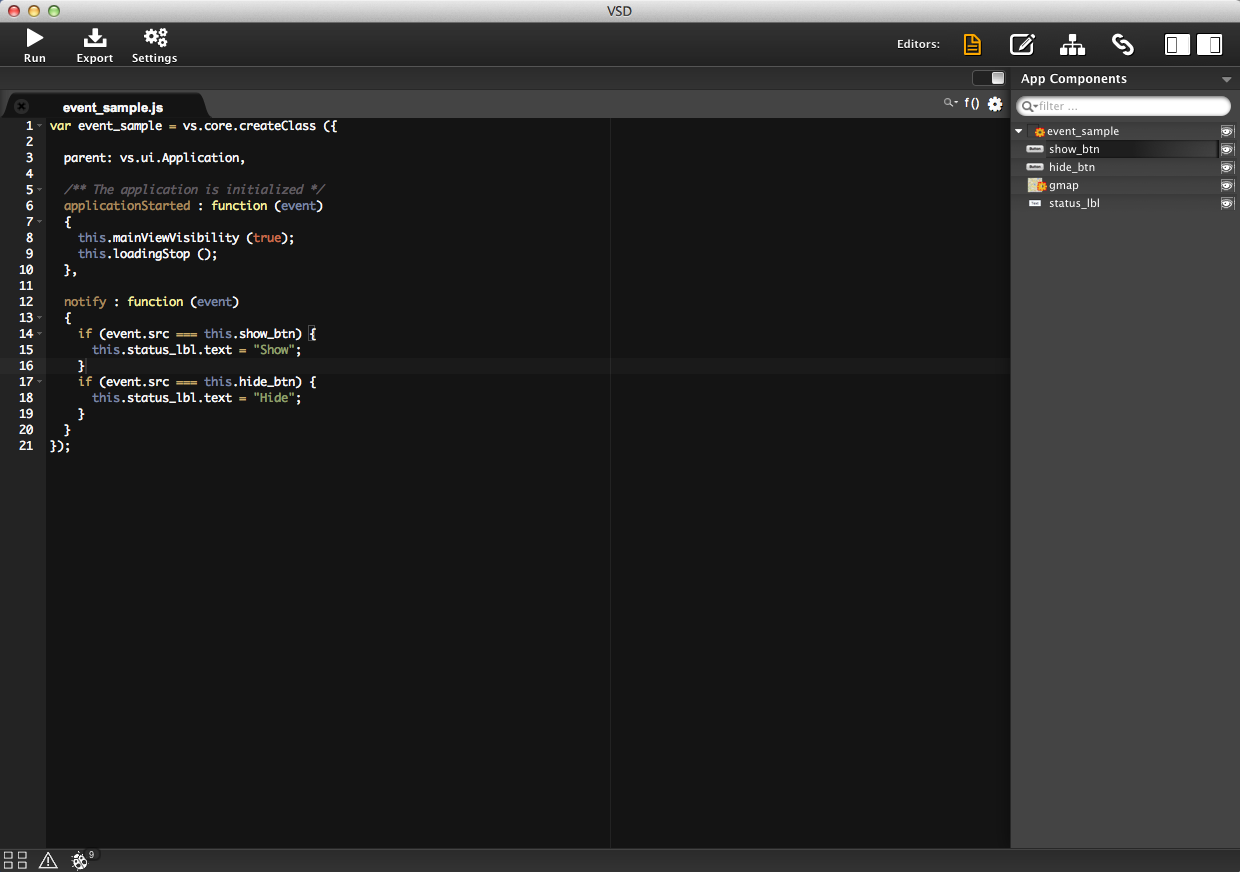 VSD
Run
Export
Settings
Editors:
App Components
event_sample.js
f()
filter ...
1 var event_sample = vs.core.createClass ({
2
3 parent: vs.ui.Application,
4
5 /** The application is initialized */
6 applicationStarted : function (event)
7 {
8 this.mainViewVisibility (true);
9 this.loadingStop ();
10 },
11
12 notify : function (event)
13 {
14 if (event.src === this.show_btn) {
15 this.status_lbl.text = "Show";
16 }
17 if (event.src === this.hide_btn) {
18 this.status_lbl.text = "Hide";
19 }
20 }
21 });
event_sample
show_btn
hide_btn
gmap
status_lbl
9